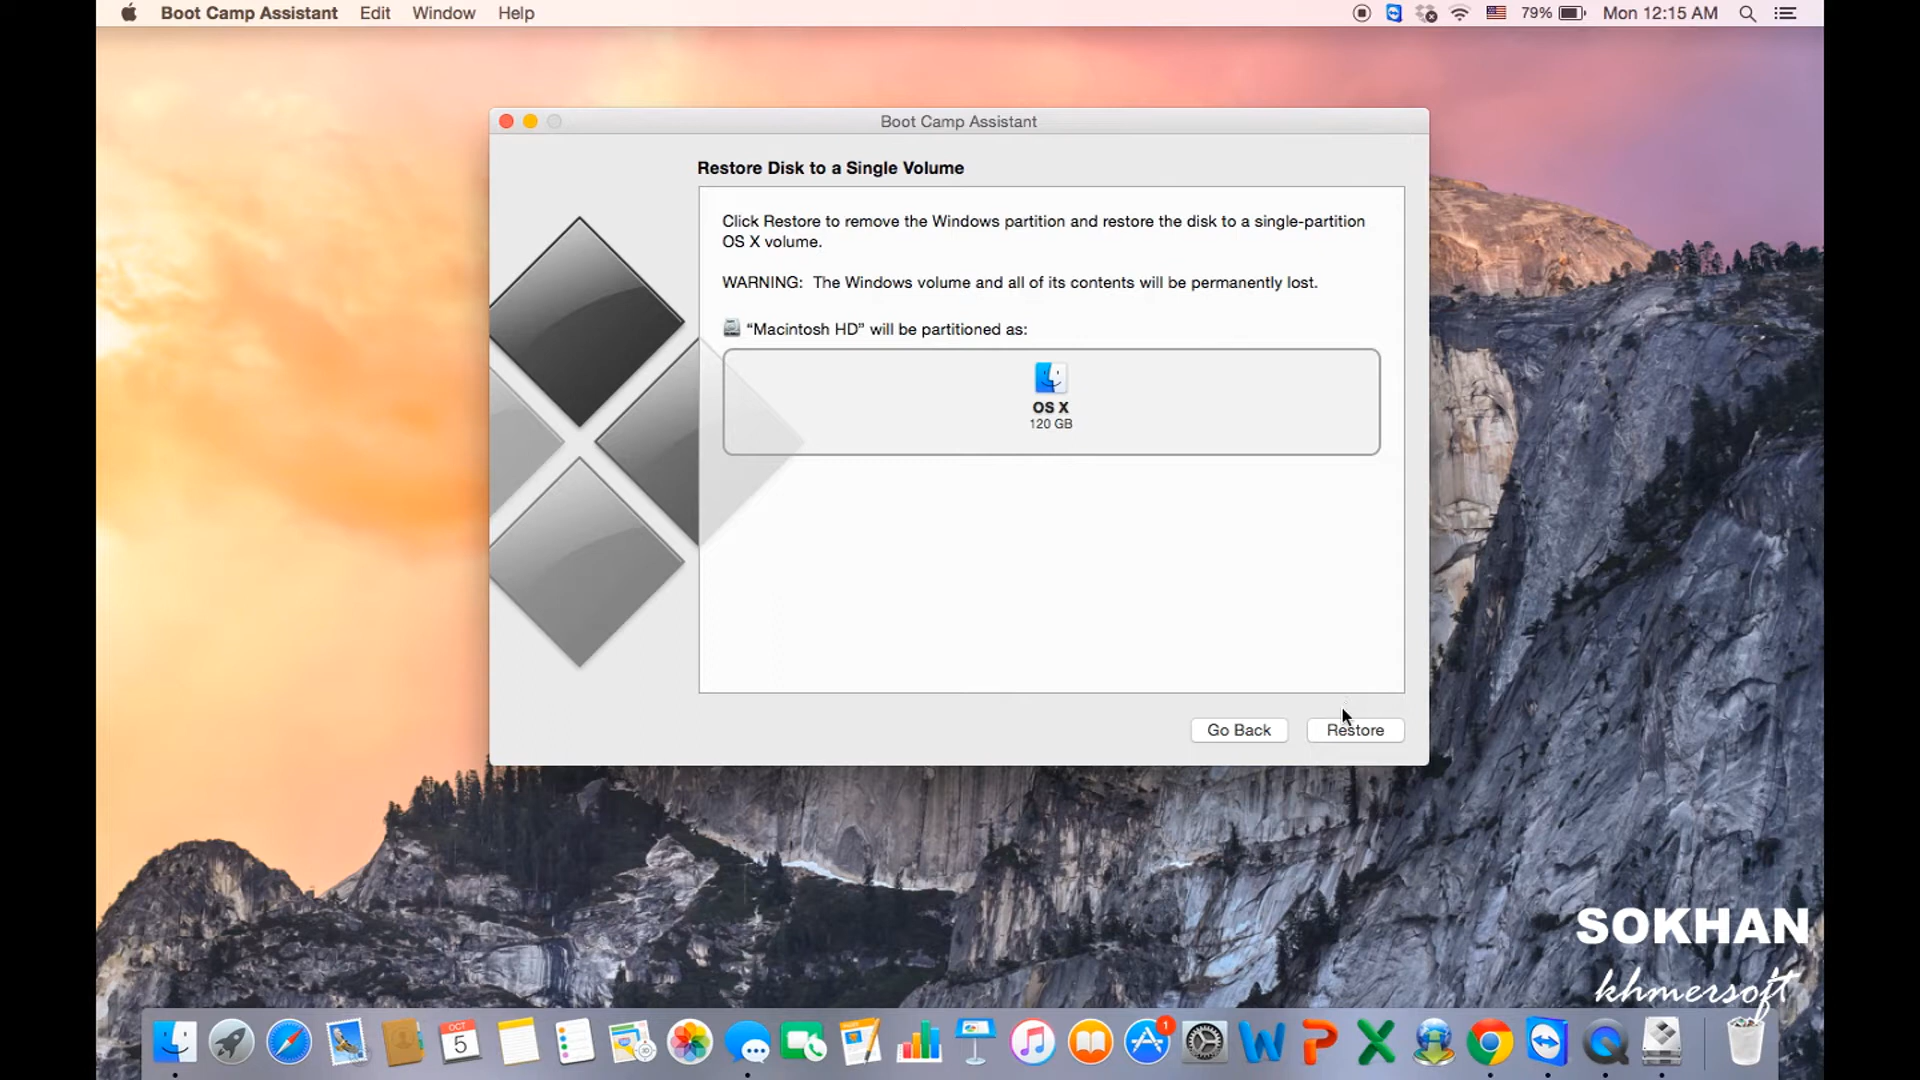 Boot Camp Assistant Edit Window Help 79% Mon 12:15 AM
Boot Camp Assistant
Restore Disk to a Single Volume
Click Restore to remove the Windows partition and restore the disk to a single-partition
OS X volume.
WARNING: The Windows volume and all of its contents will be permanently lost.
“Macintosh HD” will be partitioned as:
OS X
120 GB
Go Back Restore
SOKHAN
khmersoft
OCT
5
1